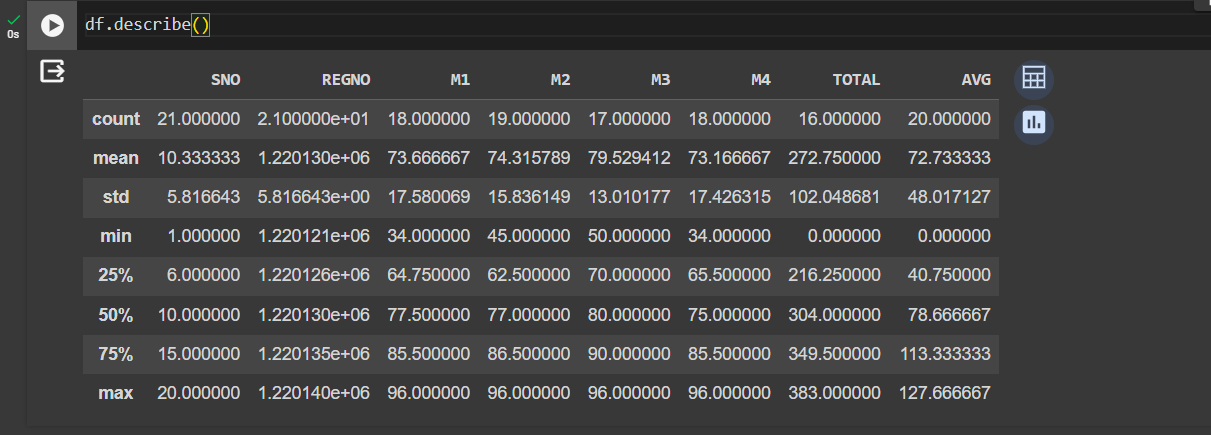 df.describe()
0s
SNO REGNO M1 M2 M3 M4 TOTAL AVG
count 21.000000 2.100000e+01 18.000000 19.000000 17.000000 18.000000 16.000000 20.000000
mean 10.333333 1.220130e+06 73.666667 74.315789 79.529412 73.166667 272.750000 72.733333
std 5.816643 5.816643e+00 17.580069 15.836149 13.010177 17.426315 102.048681 48.017127
min 1.000000 1.220121e+06 34.000000 45.000000 50.000000 34.000000 0.000000 0.000000
25% 6.000000 1.220126e+06 64.750000 62.500000 70.000000 65.500000 216.250000 40.750000
50% 10.000000 1.220130e+06 77.500000 77.000000 80.000000 75.000000 304.000000 78.666667
75% 15.000000 1.220135e+06 85.500000 86.500000 90.000000 85.500000 349.500000 113.333333
max 20.000000 1.220140e+06 96.000000 96.000000 96.000000 96.000000 383.000000 127.666667